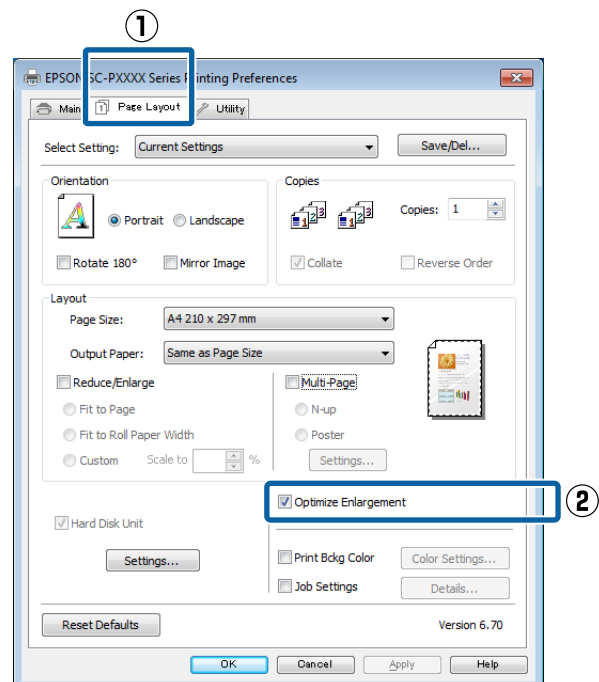 ①
EPSON SC-PXXXX Series Printing Preferences
Main Page Layout Utility
Select Setting: Current Settings Save/Del...
Orientation Copies
Portrait Landscape Copies: 1
Rotate 180° Mirror Image Collate Reverse Order
Layout
Page Size: A4 210 x 297 mm
Output Paper: Same as Page Size
Reduce/Enlarge Multi-Page
Fit to Page N-up
Fit to Roll Paper Width Poster
Custom Scale to % Settings...
Optimize Enlargement ②
Hard Disk Unit
Settings... Print Bckg Color Color Settings...
Job Settings Details...
Reset Defaults Version 6.70
OK Cancel Apply Help